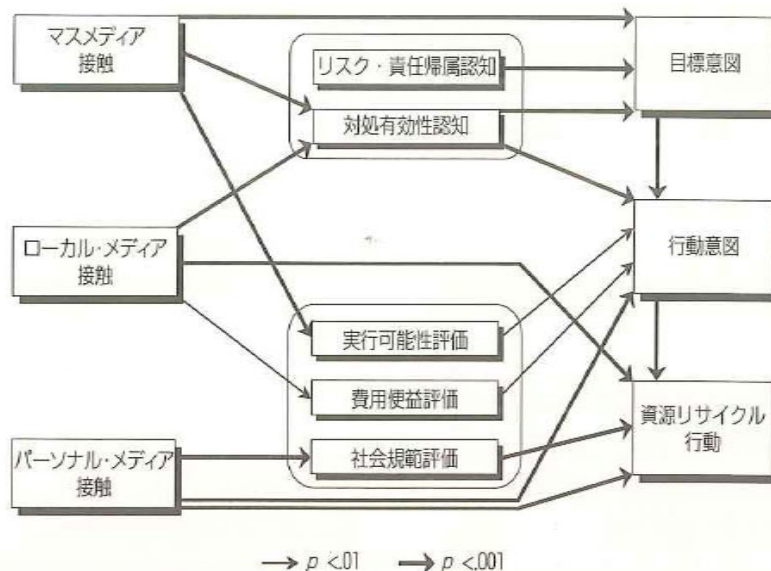 マスメディア
接触
リスク・責任帰属認知
対処有効性認知
目標意図
ローカル・メディア
接触
行動意図
実行可能性評価
費用便益評価
社会規範評価
パーソナル・メディア
接触
資源リサイクル
行動
p <.01
p <.001